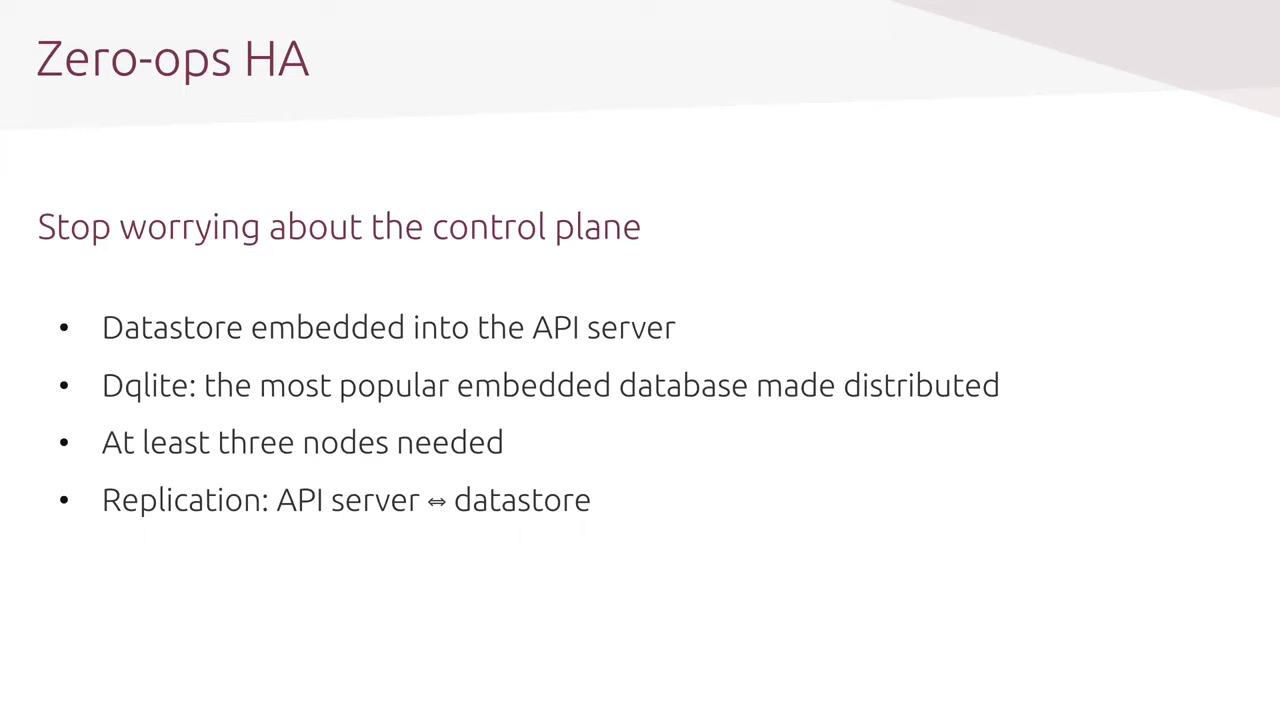 Zero-ops HA
Stop worrying about the control plane
• Datastore embedded into the API server
• Dqlite: the most popular embedded database made distributed
• At least three nodes needed
• Replication: API server ⇔ datastore